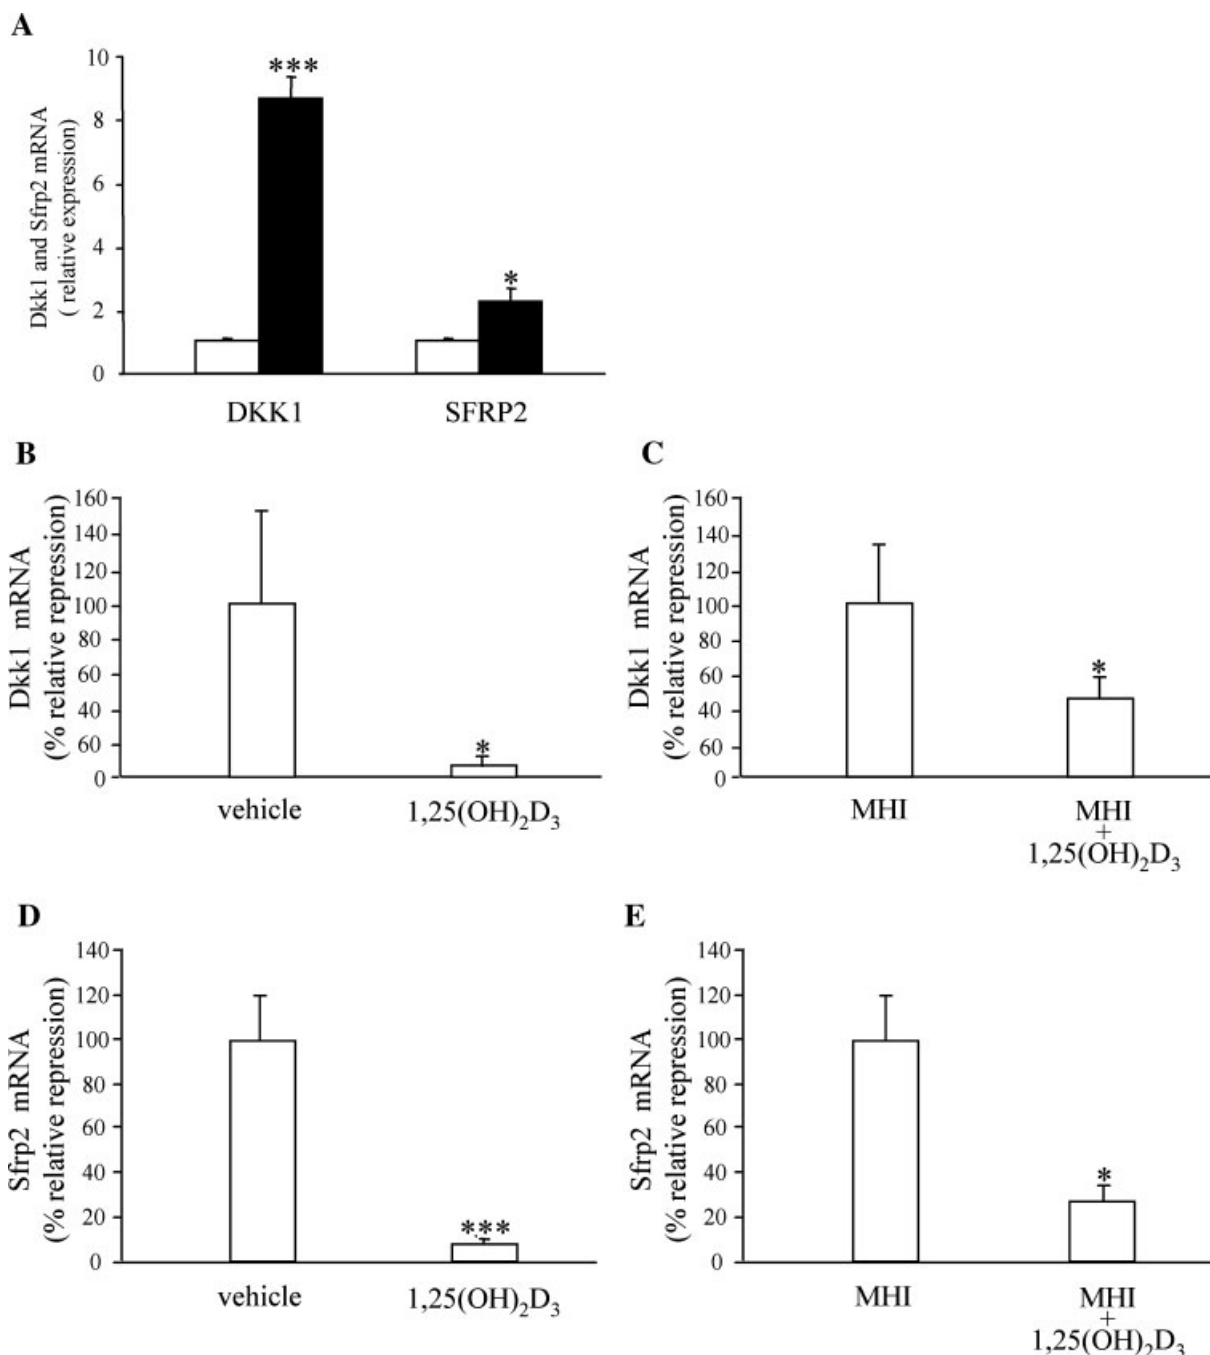 A
Dkk1 and Sfrp2 mRNA
( relative expression)
10
8
6
4
2
0
***
*
DKK1
SFRP2
B
Dkk1 mRNA
(% relative repression)
160
140
120
100
80
60
40
60
0
*
vehicle
1,25(OH)₂D₃
C
Dkk1 mRNA
(% relative repression)
160
140
120
100
80
60
40
60
0
*
MHI
MHI
+
1,25(OH)₂D₃
D
Sfrp2 mRNA
(% relative repression)
140
120
100
80
60
40
20
0
***
vehicle
1,25(OH)₂D₃
E
Sfrp2 mRNA
(% relative repression)
140
120
100
80
60
40
20
0
*
MHI
MHI
+
1,25(OH)₂D₃